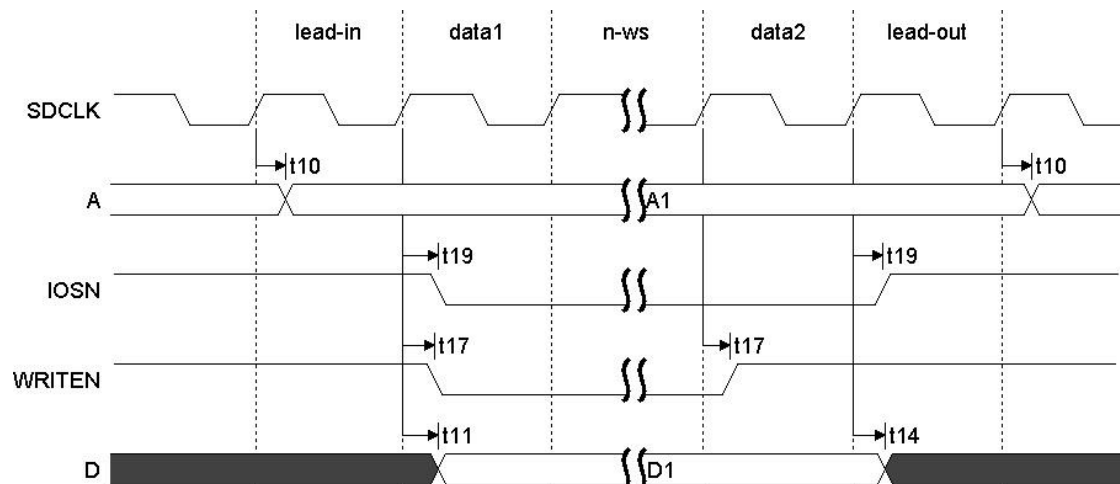 lead-in data1 n-ws data2 lead-out
SDCLK
t10 t10
A A1
t19 t19
IOSN
t17 t17
WRITEN
t11 t14
D D1